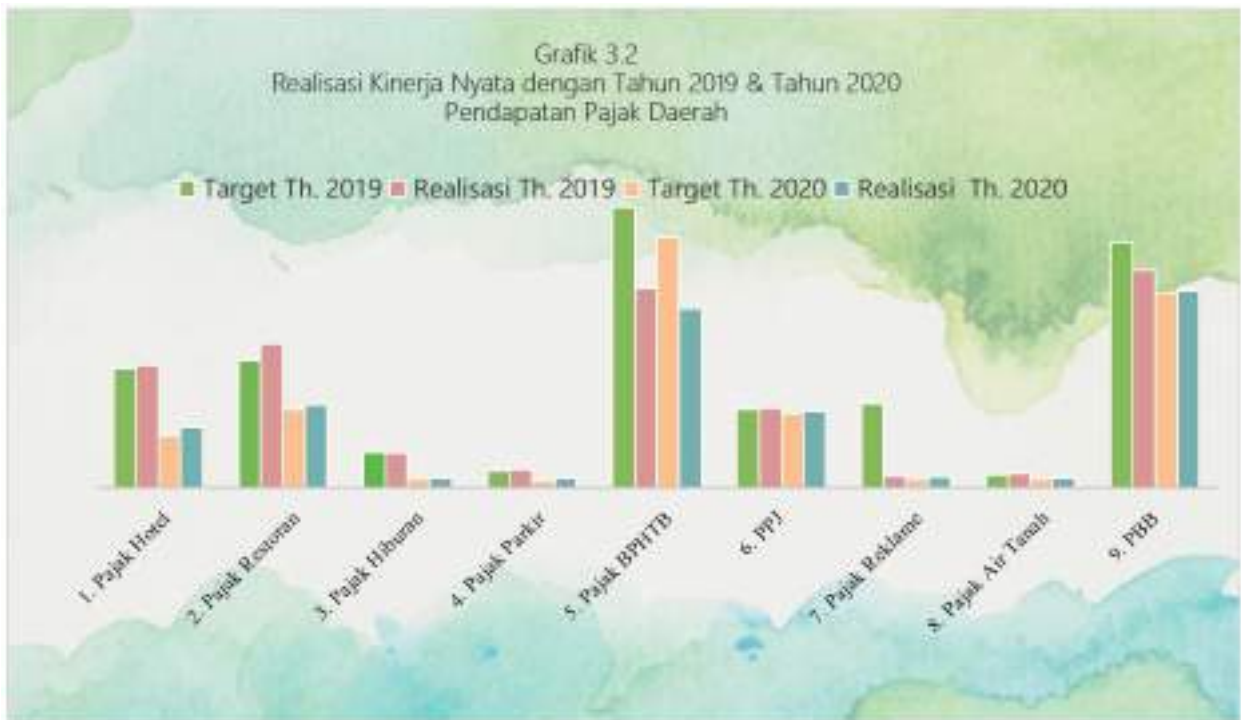 Grafik 3.2
Realisasi Kinerja Nyata dengan Tahun 2019 & Tahun 2020
Pendapatan Pajak Daerah
Target Th. 2019 Realisasi Th. 2019 Target Th. 2020 Realisasi Th. 2020
1. Pajak Hotel
2. Pajak Restoran
3. Pajak Hiburan
4. Pajak Parkir
5. Pajak BPHTB
6. PPJ
7. Pajak Reklame
8. Pajak Air Tanah
9. PBB